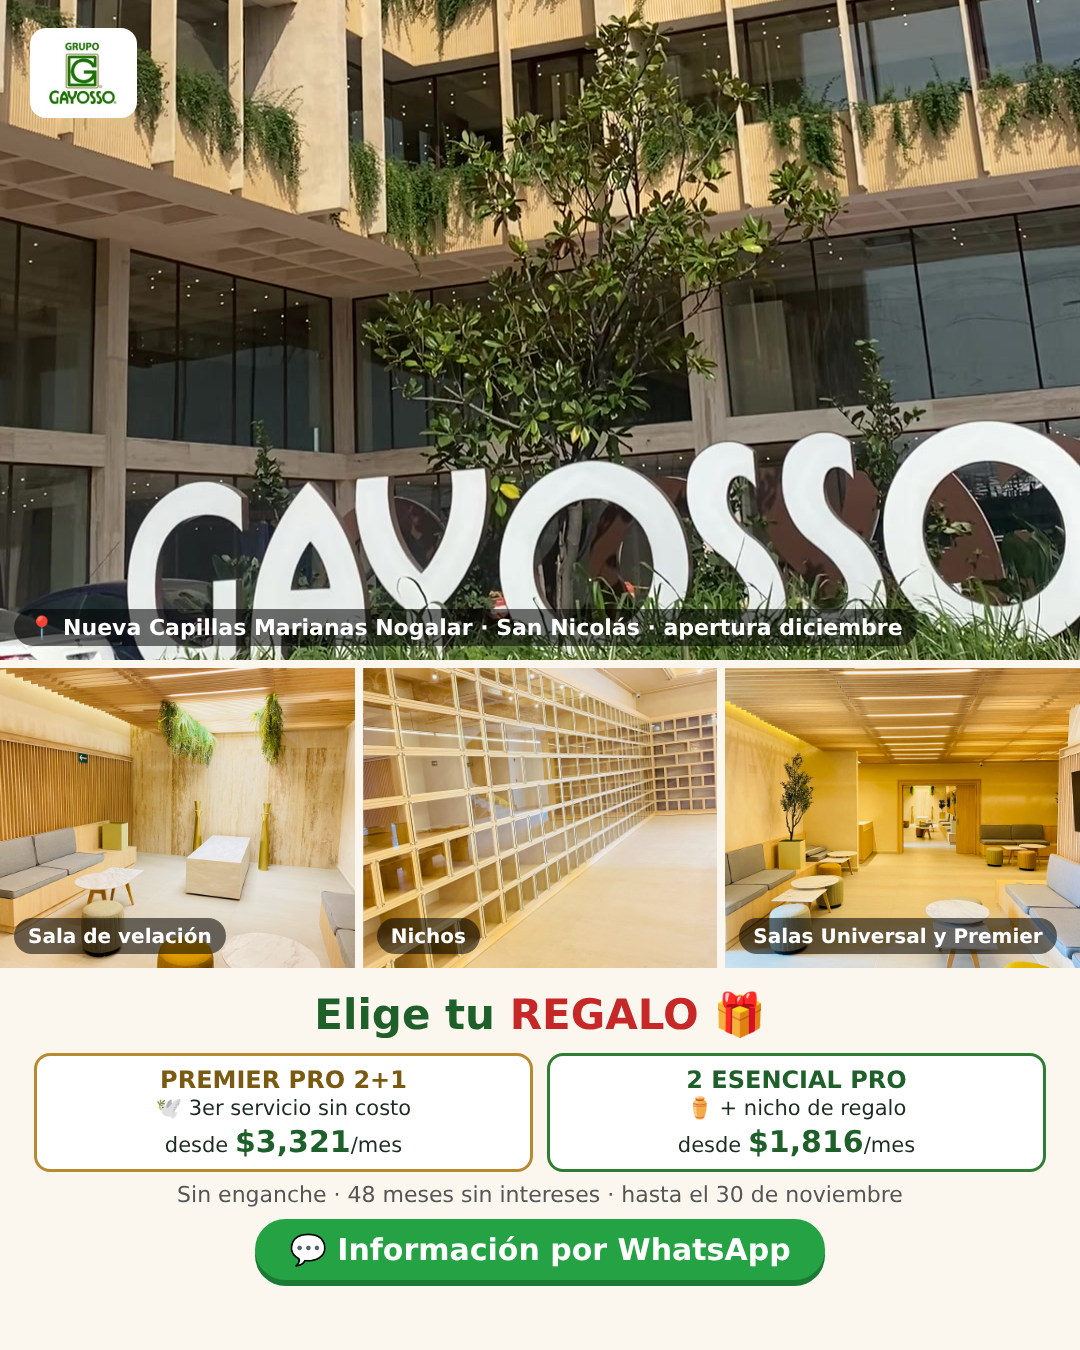 GRUPO
G
GAYOSSO
GAYOSSO
📍 Nueva Capillas Marianas Nogalar · San Nicolás · apertura diciembre
Sala de velación
Nichos
Salas Universal y Premier
Elige tu REGALO 🎁
PREMIER PRO 2+1
🕊️ 3er servicio sin costo
desde $3,321/mes
2 ESENCIAL PRO
⚱️ + nicho de regalo
desde $1,816/mes
Sin enganche · 48 meses sin intereses · hasta el 30 de noviembre
💬 Información por WhatsApp